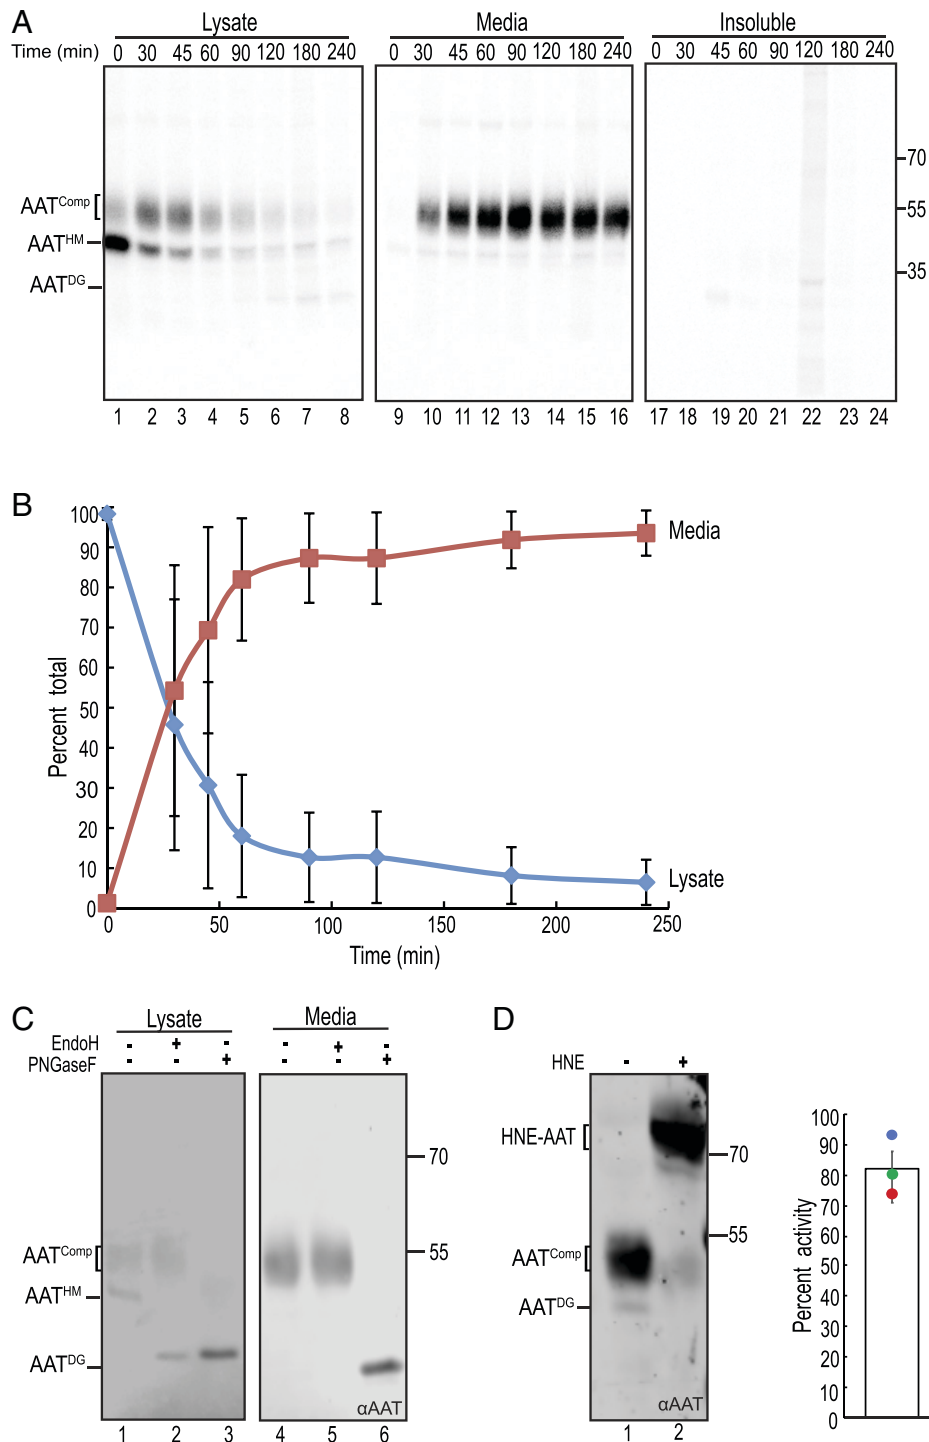 A
Lysate Media Insoluble
Time (min) 0 30 45 60 90 120 180 240 0 30 45 60 90 120 180 240 0 30 45 60 90 120 180 240
70
AATComp
55
AATHM
35
AATDG
1 2 3 4 5 6 7 8 9 10 11 12 13 14 15 16 17 18 19 20 21 22 23 24
B
100
90
80
70
60
50
40
30
20
10
0
Percent total
Media
Lysate
0 50 100 150 200 250
Time (min)
C
Lysate Media
EndoH - + - - + -
PNGaseF - - + - - +
70
55
AATComp
AATHM
AATDG
αAAT
1 2 3 4 5 6
D
HNE - +
HNE-AAT
70
55
AATComp
AATDG
αAAT
1 2
100
90
80
70
60
50
40
30
20
10
0
Percent activity